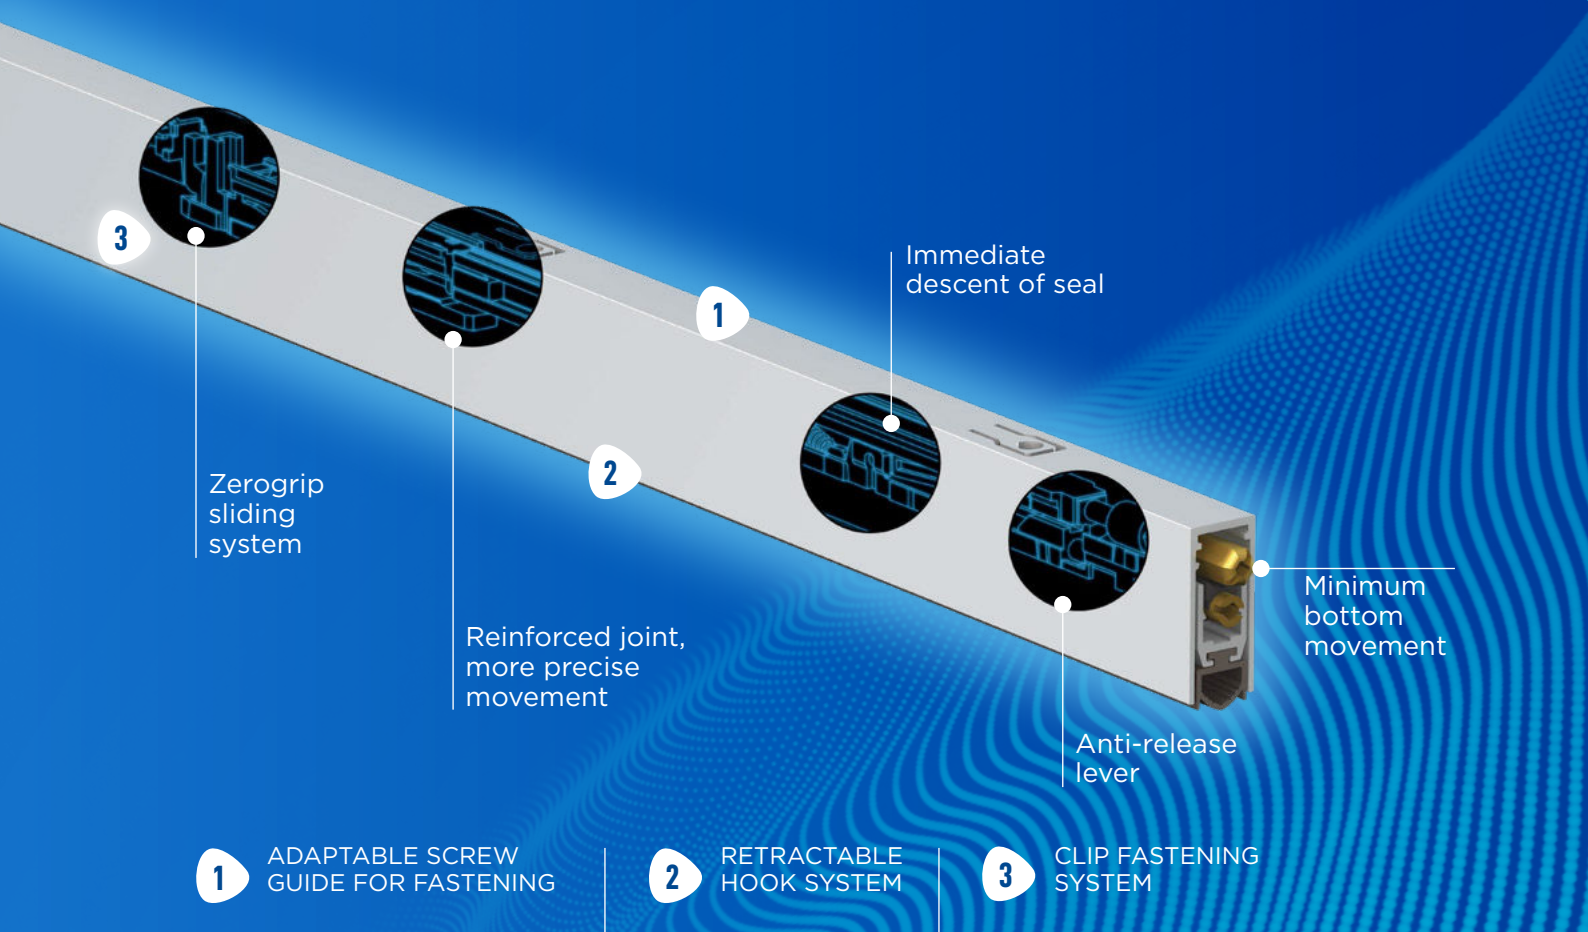 3
1
Immediate
descent of seal
2
Zerogrip
sliding
system
Minimum
bottom
movement
Reinforced joint,
more precise
movement
Anti-release
lever
1
ADAPTABLE SCREW
GUIDE FOR FASTENING
2
RETRACTABLE
HOOK SYSTEM
3
CLIP FASTENING
SYSTEM